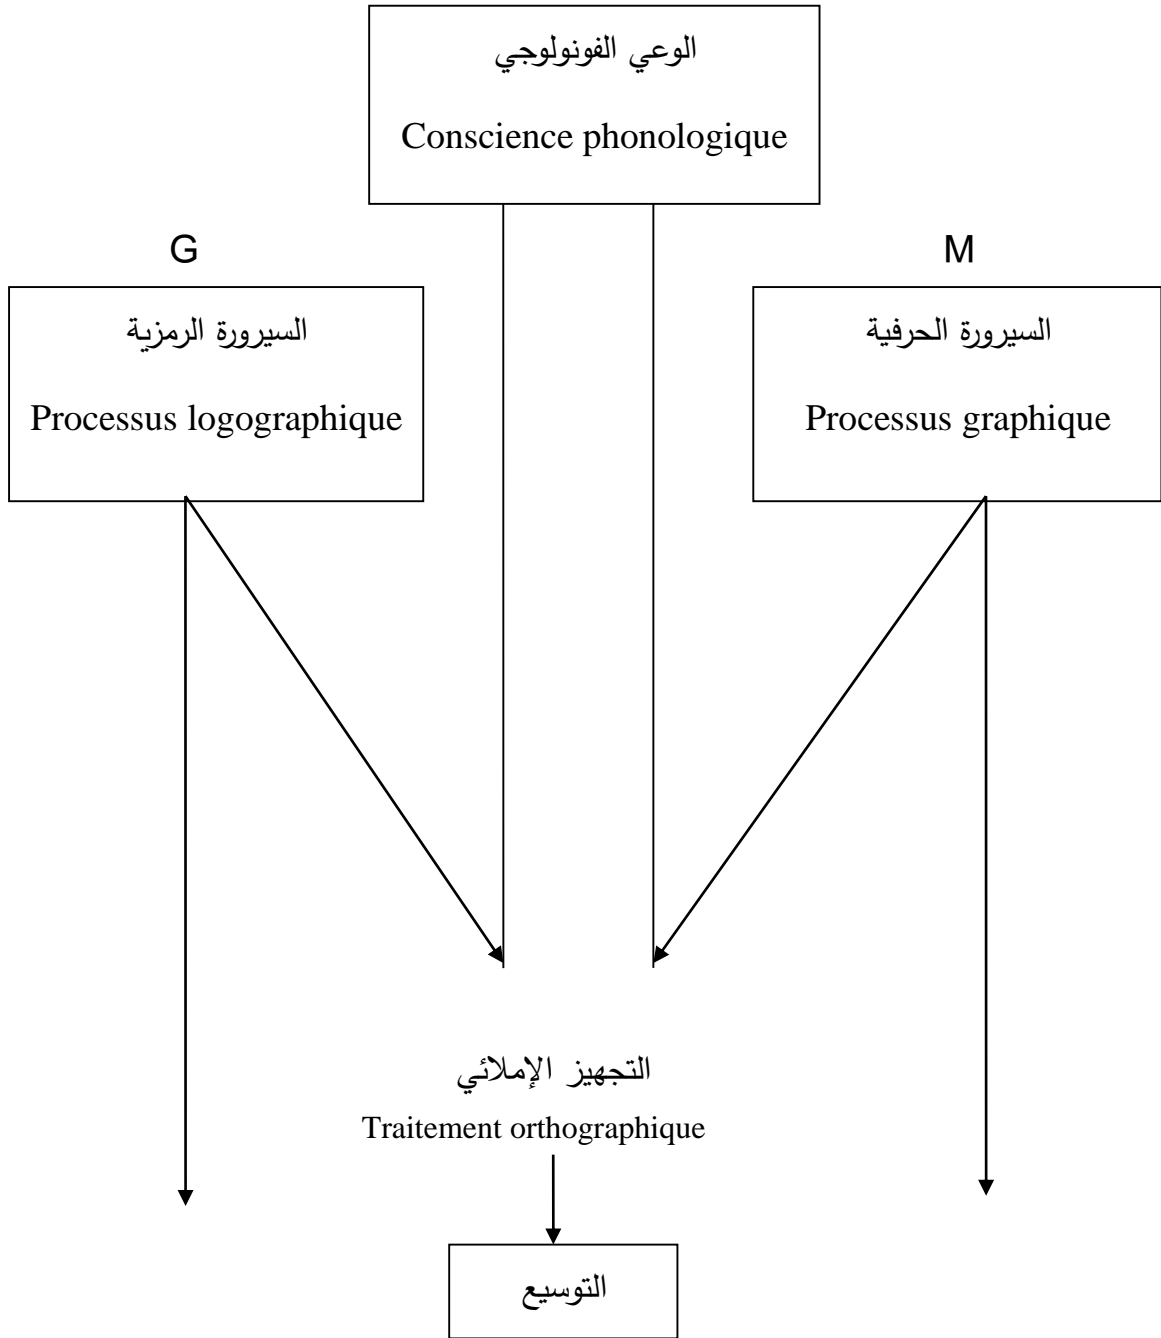 الوعي الفونولوجي
Conscience phonologique
G
M
السيرورة الرمزية
Processus logographique
السيرورة الحرفية
Processus graphique
التجهيز الإملائي
Traitement orthographique
التوسيع